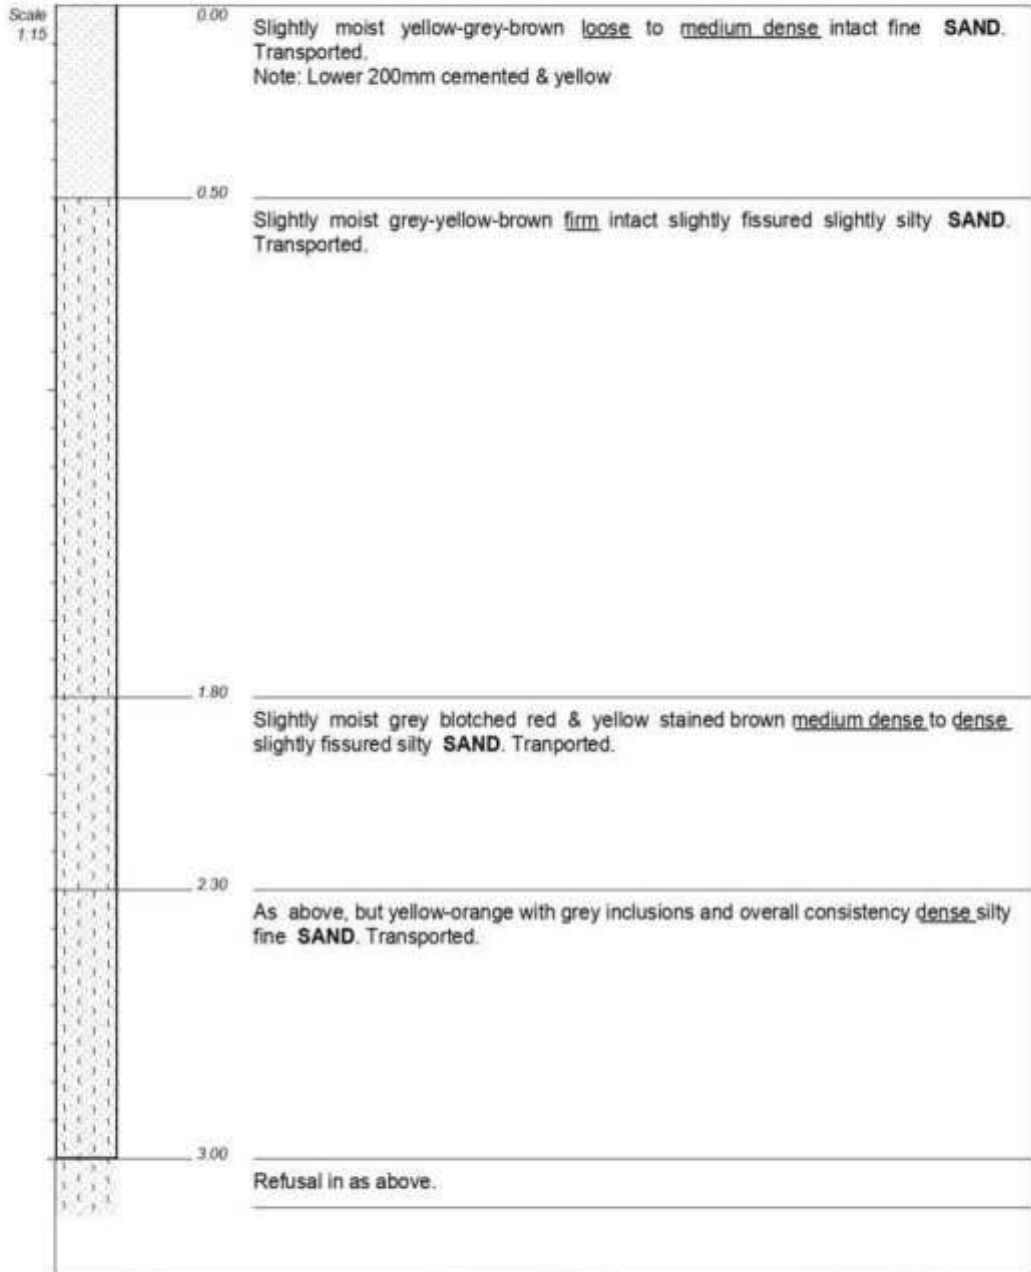 Scale
1:15
0.00
Slightly moist yellow-grey-brown loose to medium dense intact fine SAND.
Transported.
Note: Lower 200mm cemented & yellow
0.50
Slightly moist grey-yellow-brown firm intact slightly fissured slightly silty SAND.
Transported.
1.80
Slightly moist grey blotched red & yellow stained brown medium dense to dense
slightly fissured silty SAND. Tranported.
2.30
As above, but yellow-orange with grey inclusions and overall consistency dense silty
fine SAND. Transported.
3.00
Refusal in as above.